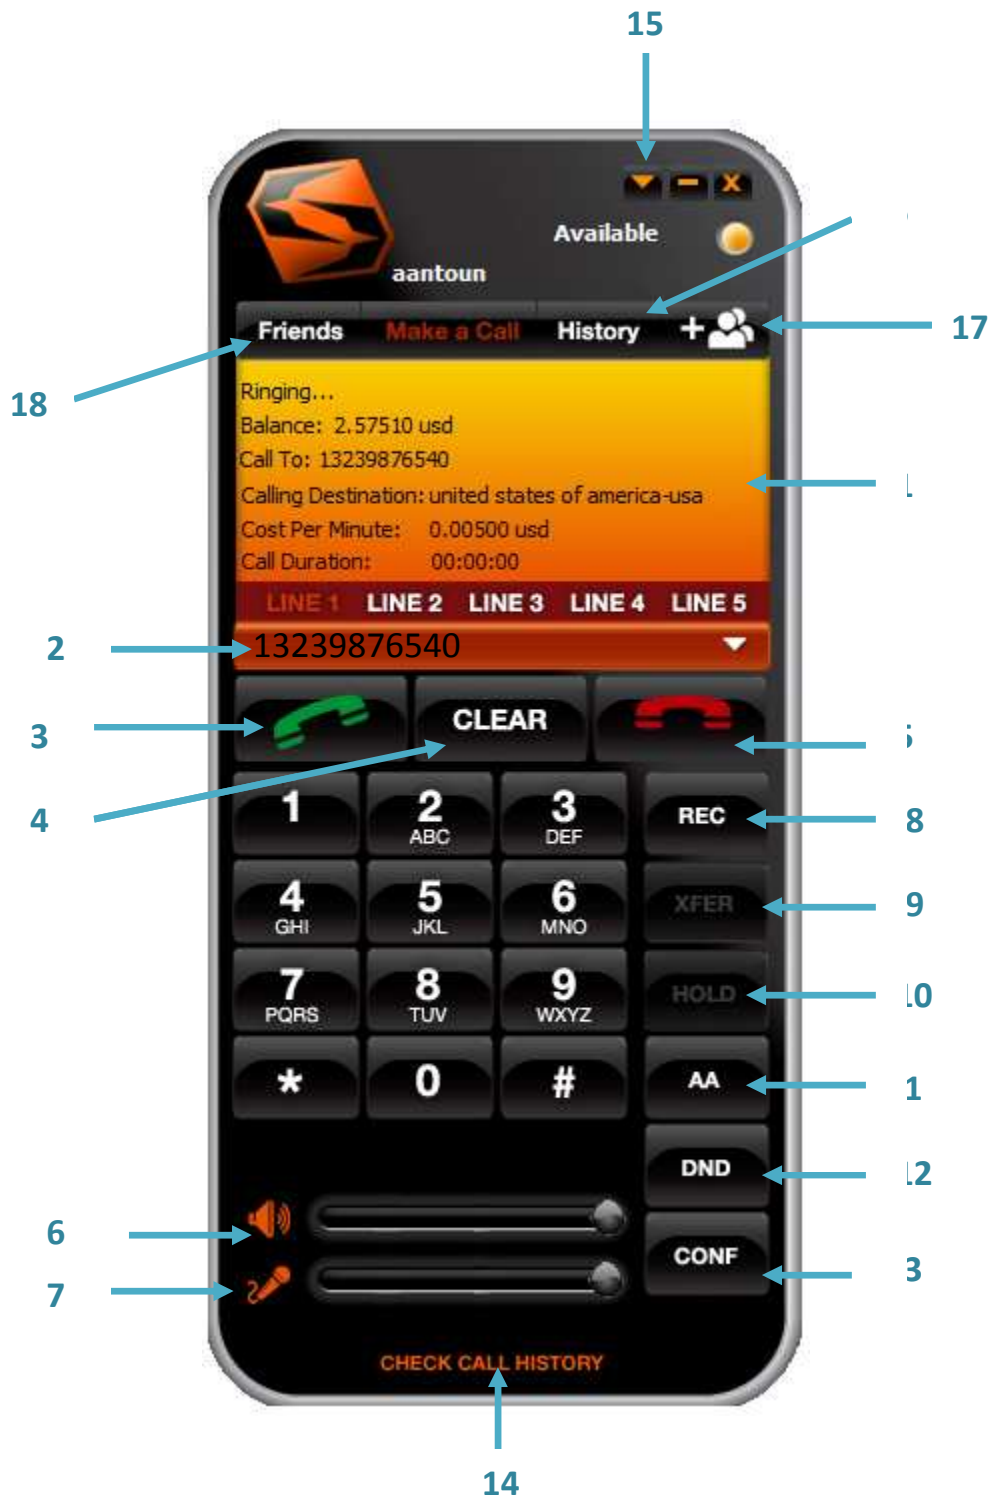 15
Available
aantoun
Friends Make a Call History +
17
18
Ringing...
Balance: 2.57510 usd
Call To: 13239876540
Calling Destination: united states of america-usa
Cost Per Minute: 0.00500 usd
Call Duration: 00:00:00
LINE 1 LINE 2 LINE 3 LINE 4 LINE 5
2
13239876540
3
CLEAR
4
1
2 ABC
3 DEF
REC
8
4 GHI
5 JKL
6 MNO
XFER
9
7 PQRS
8 TUV
9 WXYZ
HOLD
10
*
0
#
AA
1
DND
12
6
CONF
3
7
CHECK CALL HISTORY
14